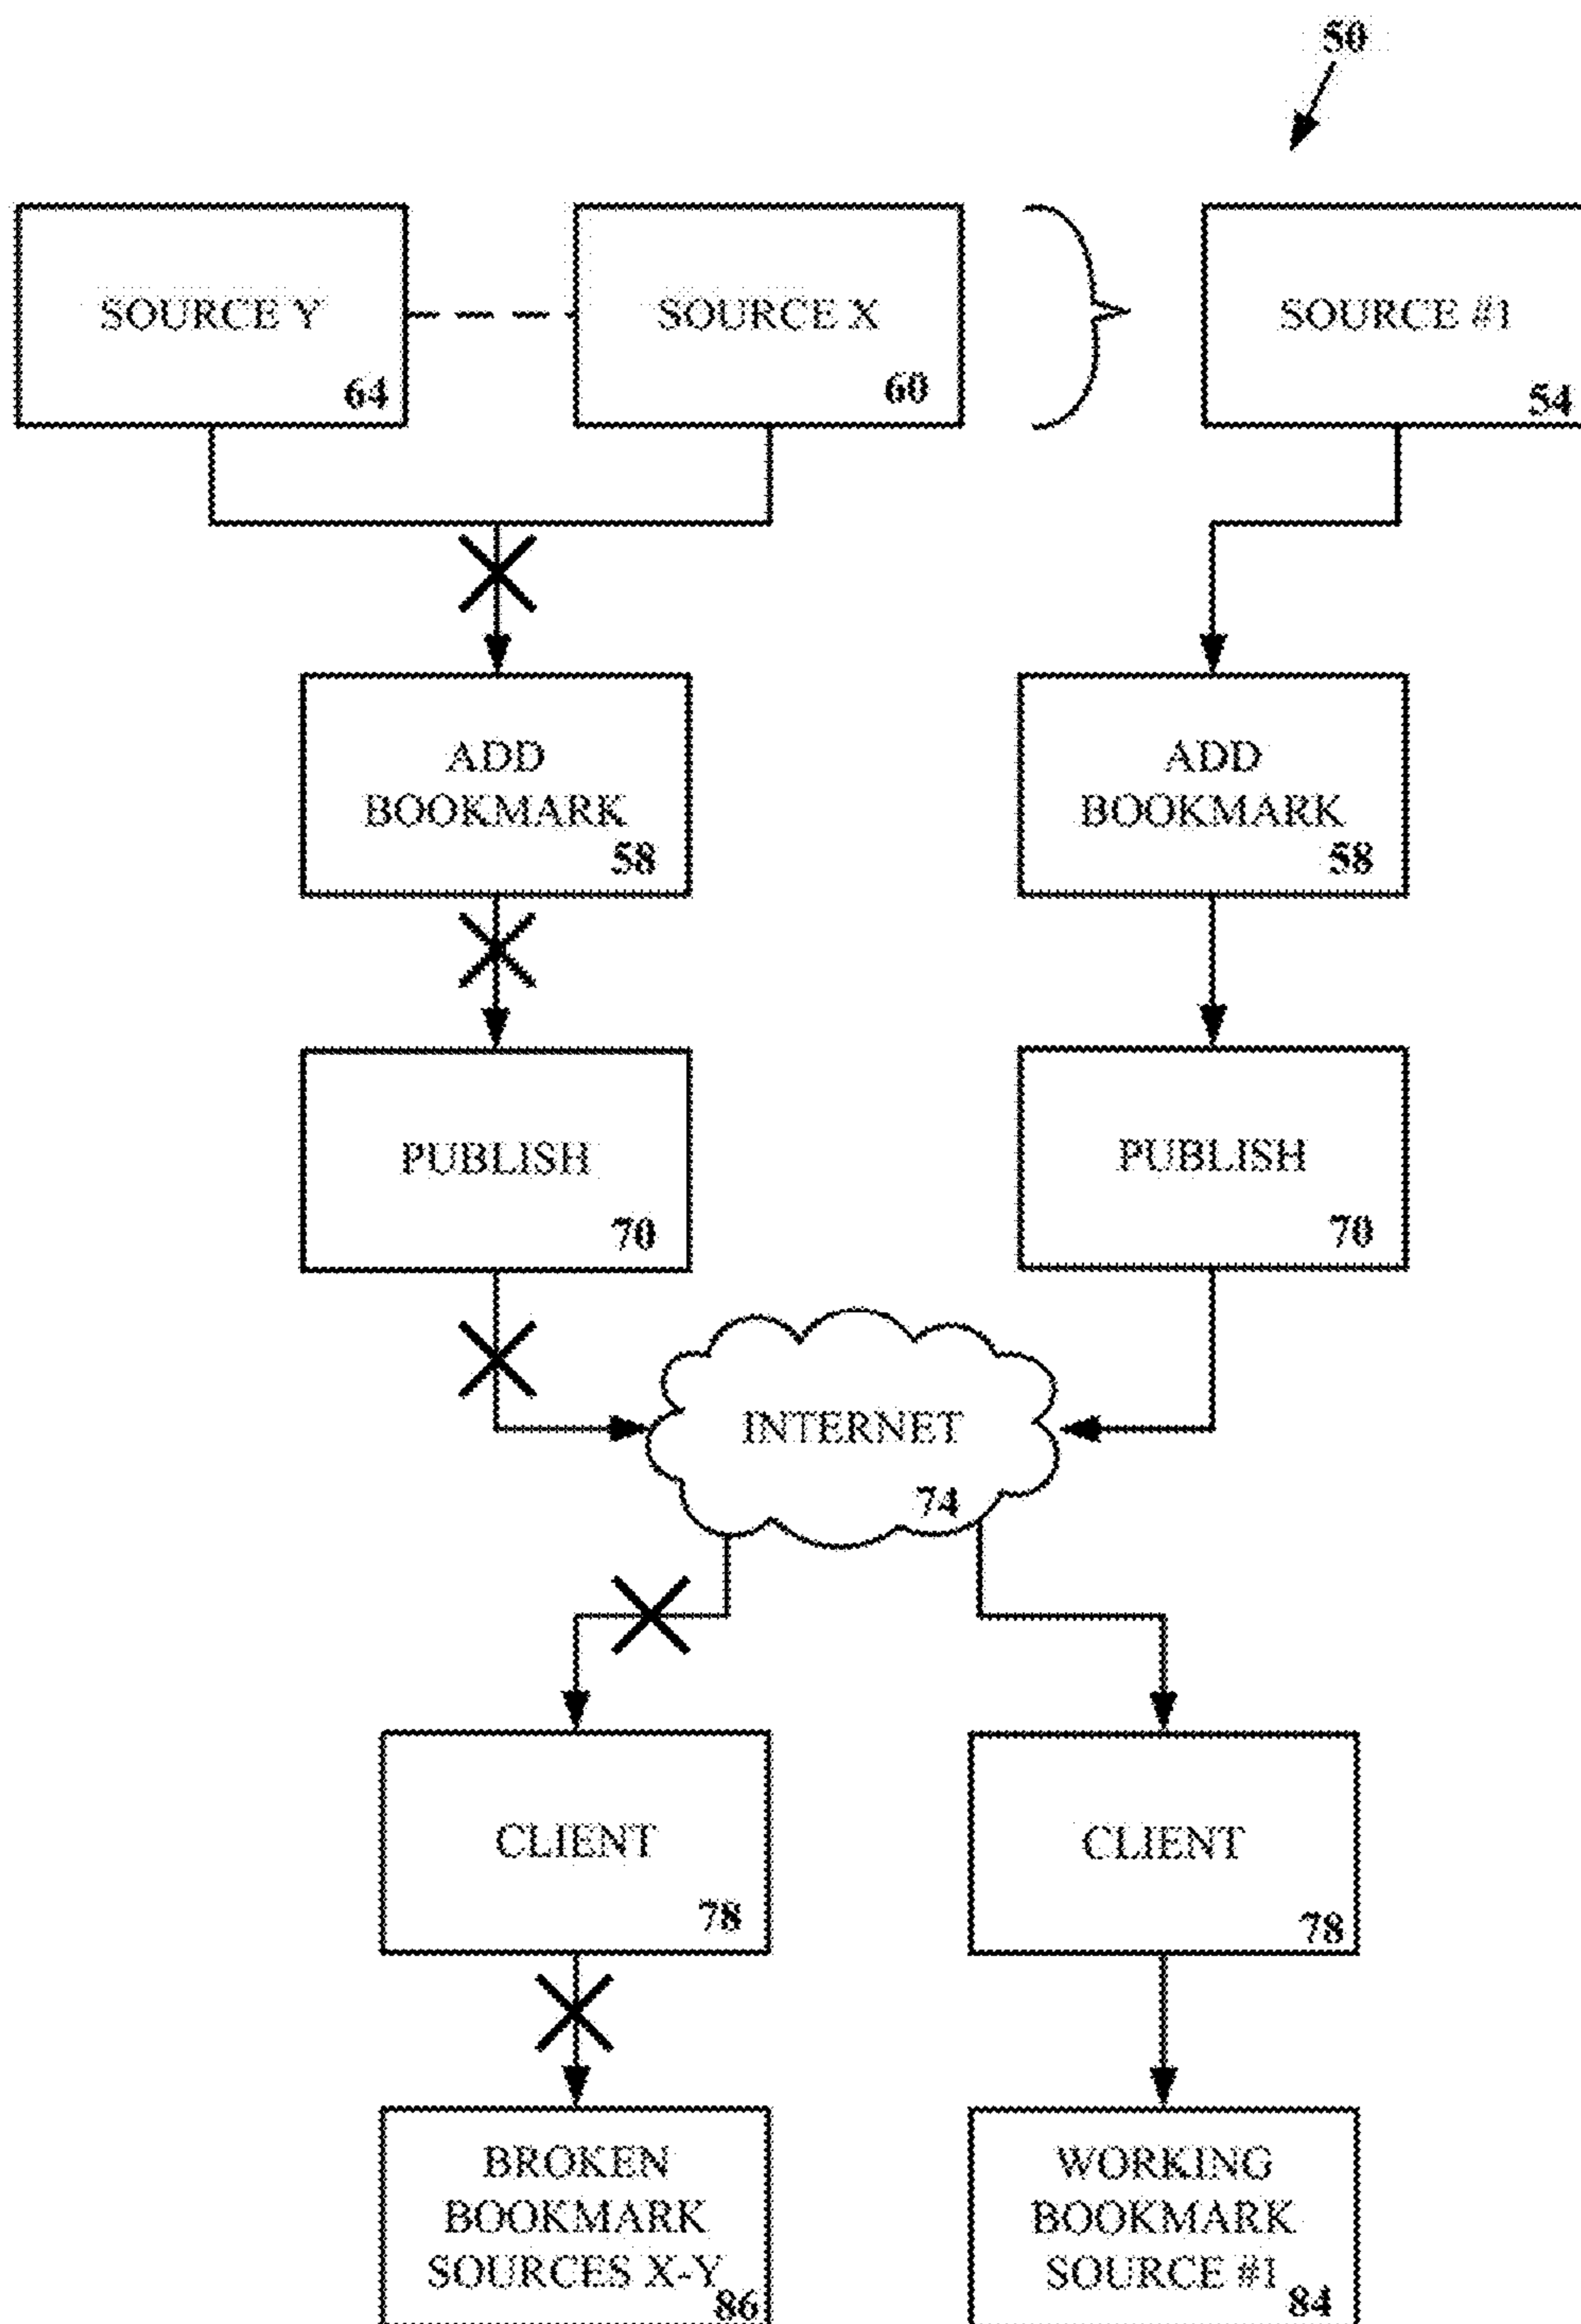 50
SOURCE Y
64
SOURCE X
60
SOURCE #1
54
ADD
BOOKMARK
58
ADD
BOOKMARK
58
PUBLISH
70
PUBLISH
70
INTERNET
74
CLIENT
78
CLIENT
78
BROKEN
BOOKMARK
SOURCES X-Y
86
WORKING
BOOKMARK
SOURCE #1
84